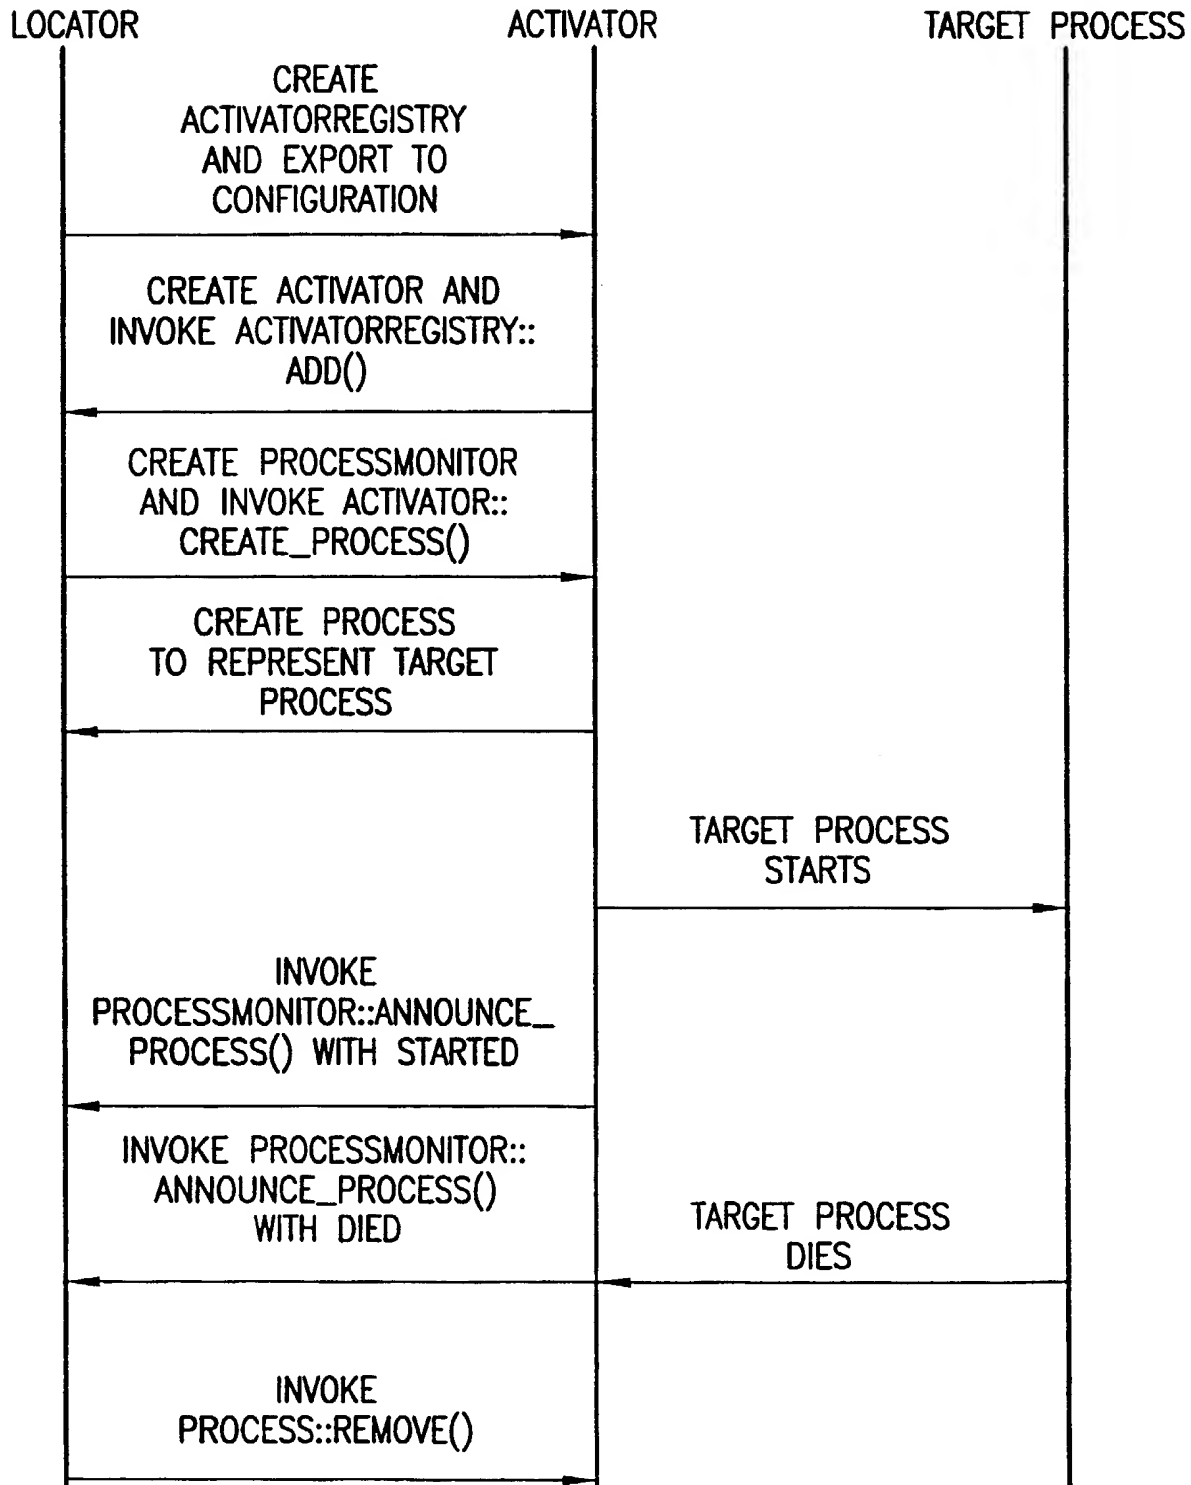 LOCATOR ACTIVATOR TARGET PROCESS
CREATE
ACTIVATORREGISTRY
AND EXPORT TO
CONFIGURATION
CREATE ACTIVATOR AND
INVOKE ACTIVATORREGISTRY::
ADD()
CREATE PROCESSMONITOR
AND INVOKE ACTIVATOR::
CREATE_PROCESS()
CREATE PROCESS
TO REPRESENT TARGET
PROCESS
TARGET PROCESS
STARTS
INVOKE
PROCESSMONITOR::ANNOUNCE_
PROCESS() WITH STARTED
INVOKE PROCESSMONITOR::
ANNOUNCE_PROCESS()
WITH DIED
TARGET PROCESS
DIES
INVOKE
PROCESS::REMOVE()